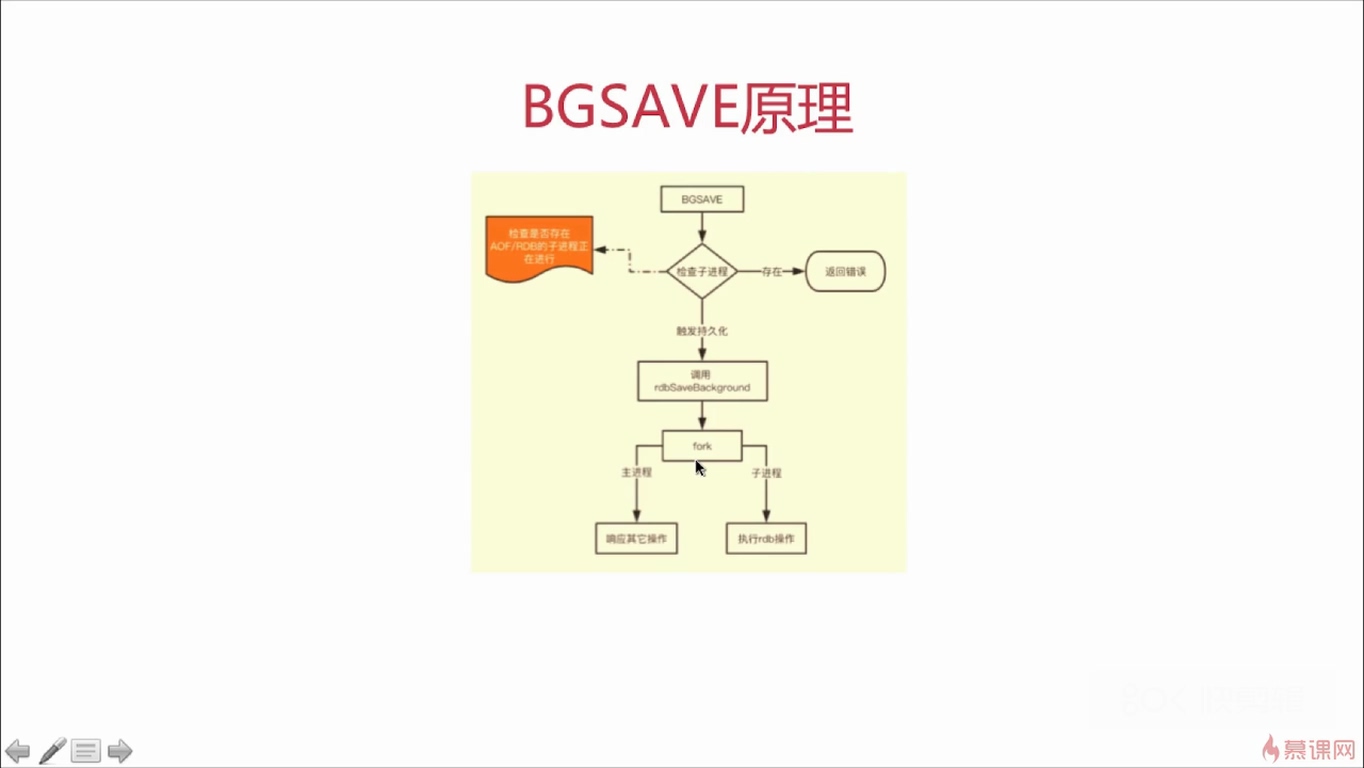 BGSAVE原理
BGSAVE
检查是否存在
AOF/RDB的子进程正
在进行
检查子进程
存在
返回错误
触发持久化
调用
rdbSaveBackground
fork
主进程
子进程
响应其它操作
执行rdb操作
慕课网